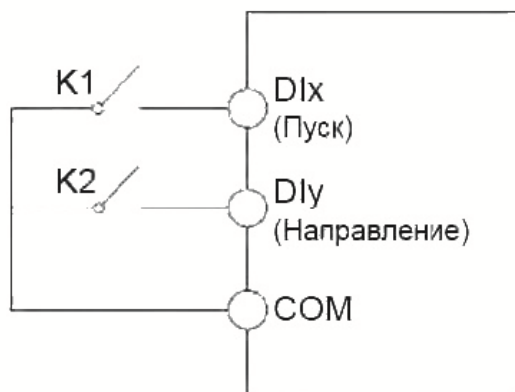 K1
DIx
(Пуск)
K2
DIy
(Направление)
COM